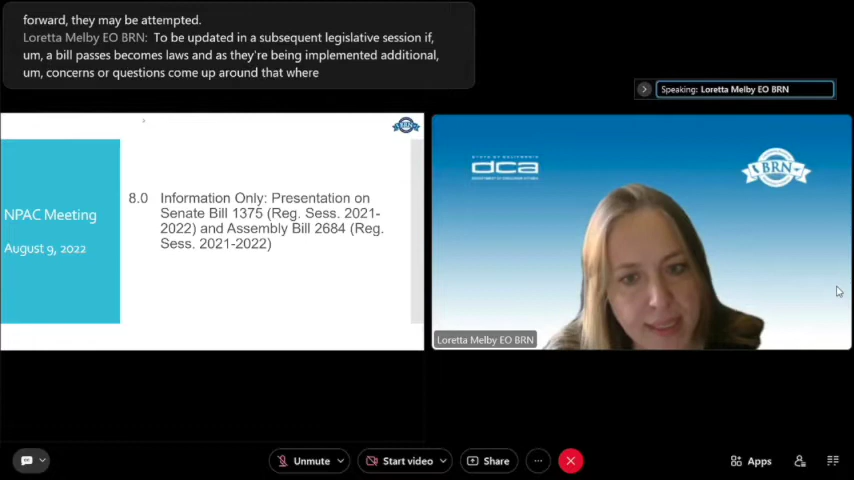 forward, they may be attempted.
Loretta Melby EO BRN: To be updated in a subsequent legislative session if,
um, a bill passes becomes laws and as they're being implemented additional,
um, concerns or questions come up around that where
Speaking: Loretta Melby EO BRN
NPAC Meeting
August 9, 2022
8.0 Information Only: Presentation on
Senate Bill 1375 (Reg. Sess. 2021-
2022) and Assembly Bill 2684 (Reg.
Sess. 2021-2022)
BRN
dca
BRN
Loretta Melby EO BRN
Unmute
Start video
Share
Apps